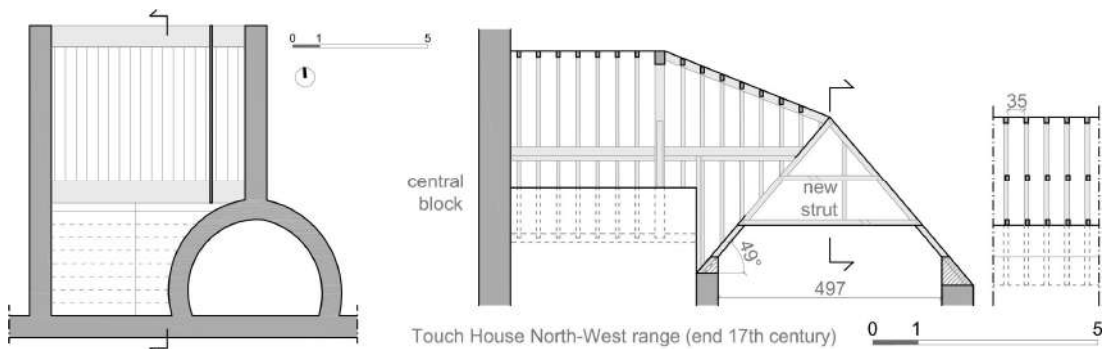 0 1 5
35
central
block
new
strut
49°
497
Touch House North-West range (end 17th century)
0 1 5